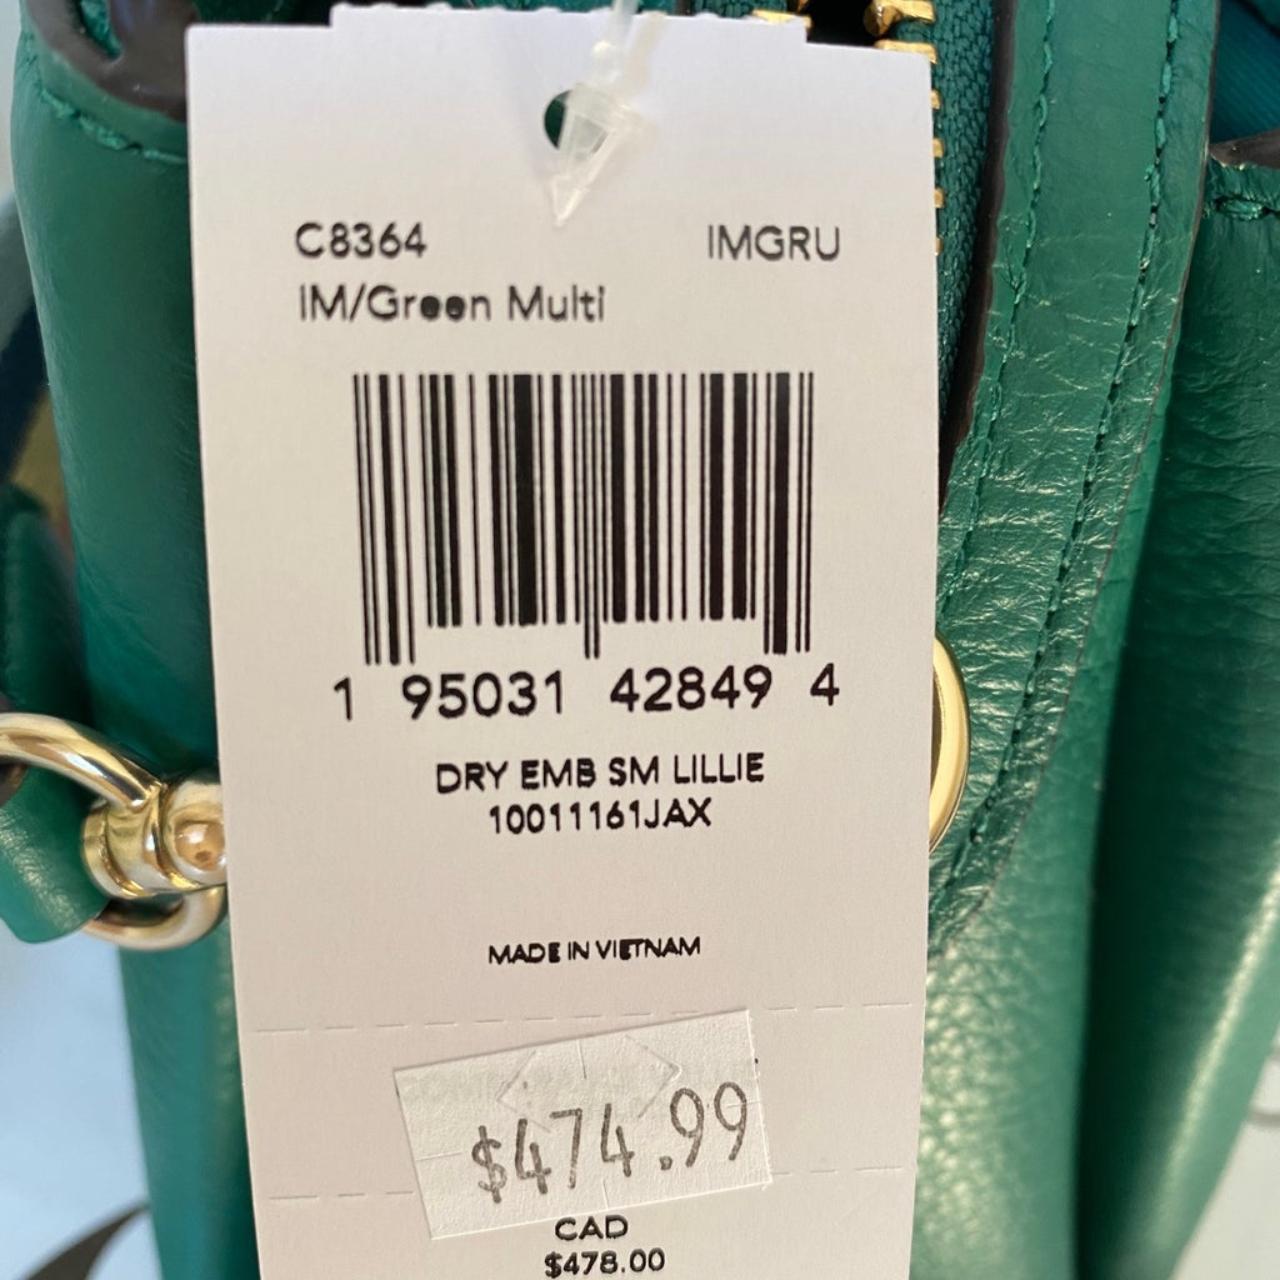 C8364 IMGRU
IM/Green Multi
1 95031 42849 4
DRY EMB SM LILLIE
10011161JAX
MADE IN VIETNAM
$474.99
CAD
$478.00